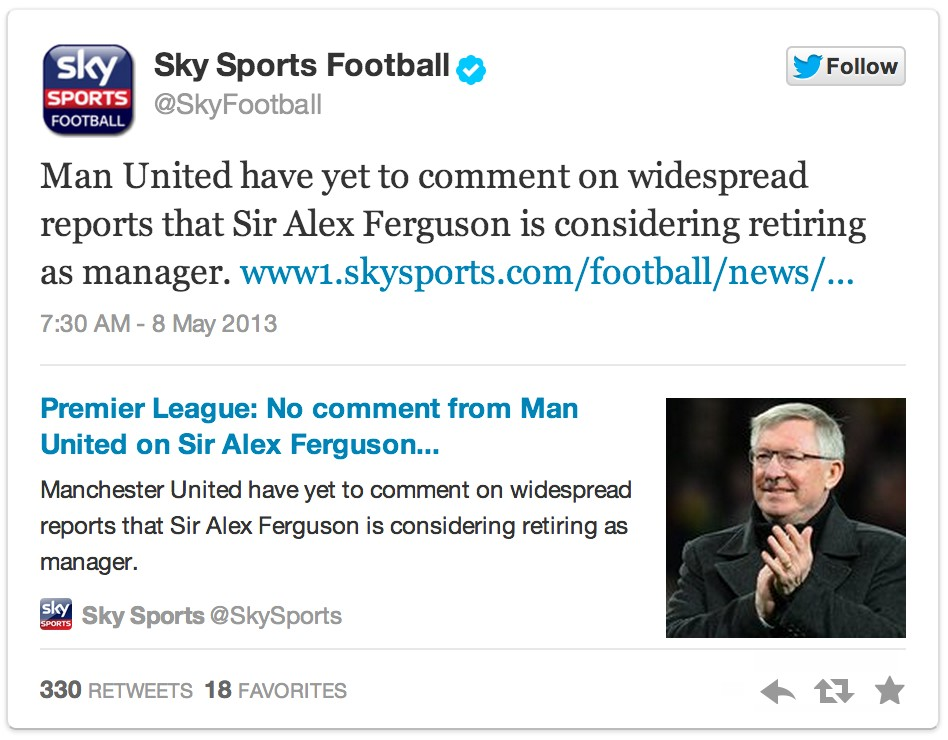 sky
SPORTS
FOOTBALL
Sky Sports Football
@SkyFootball
Follow
Man United have yet to comment on widespread
reports that Sir Alex Ferguson is considering retiring
as manager. www1.skysports.com/football/news/...
7:30 AM - 8 May 2013
Premier League: No comment from Man
United on Sir Alex Ferguson...
Manchester United have yet to comment on widespread
reports that Sir Alex Ferguson is considering retiring as
manager.
sky
SPORTS
Sky Sports @SkySports
330 RETWEETS 18 FAVORITES